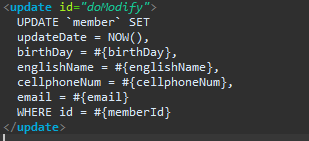 <update id="doModify">
UPDATE `member` SET
updateDate = NOW(),
birthDay = #{birthDay},
englishName = #{englishName},
cellphoneNum = #{cellphoneNum},
email = #{email}
WHERE id = #{memberId}
</update>